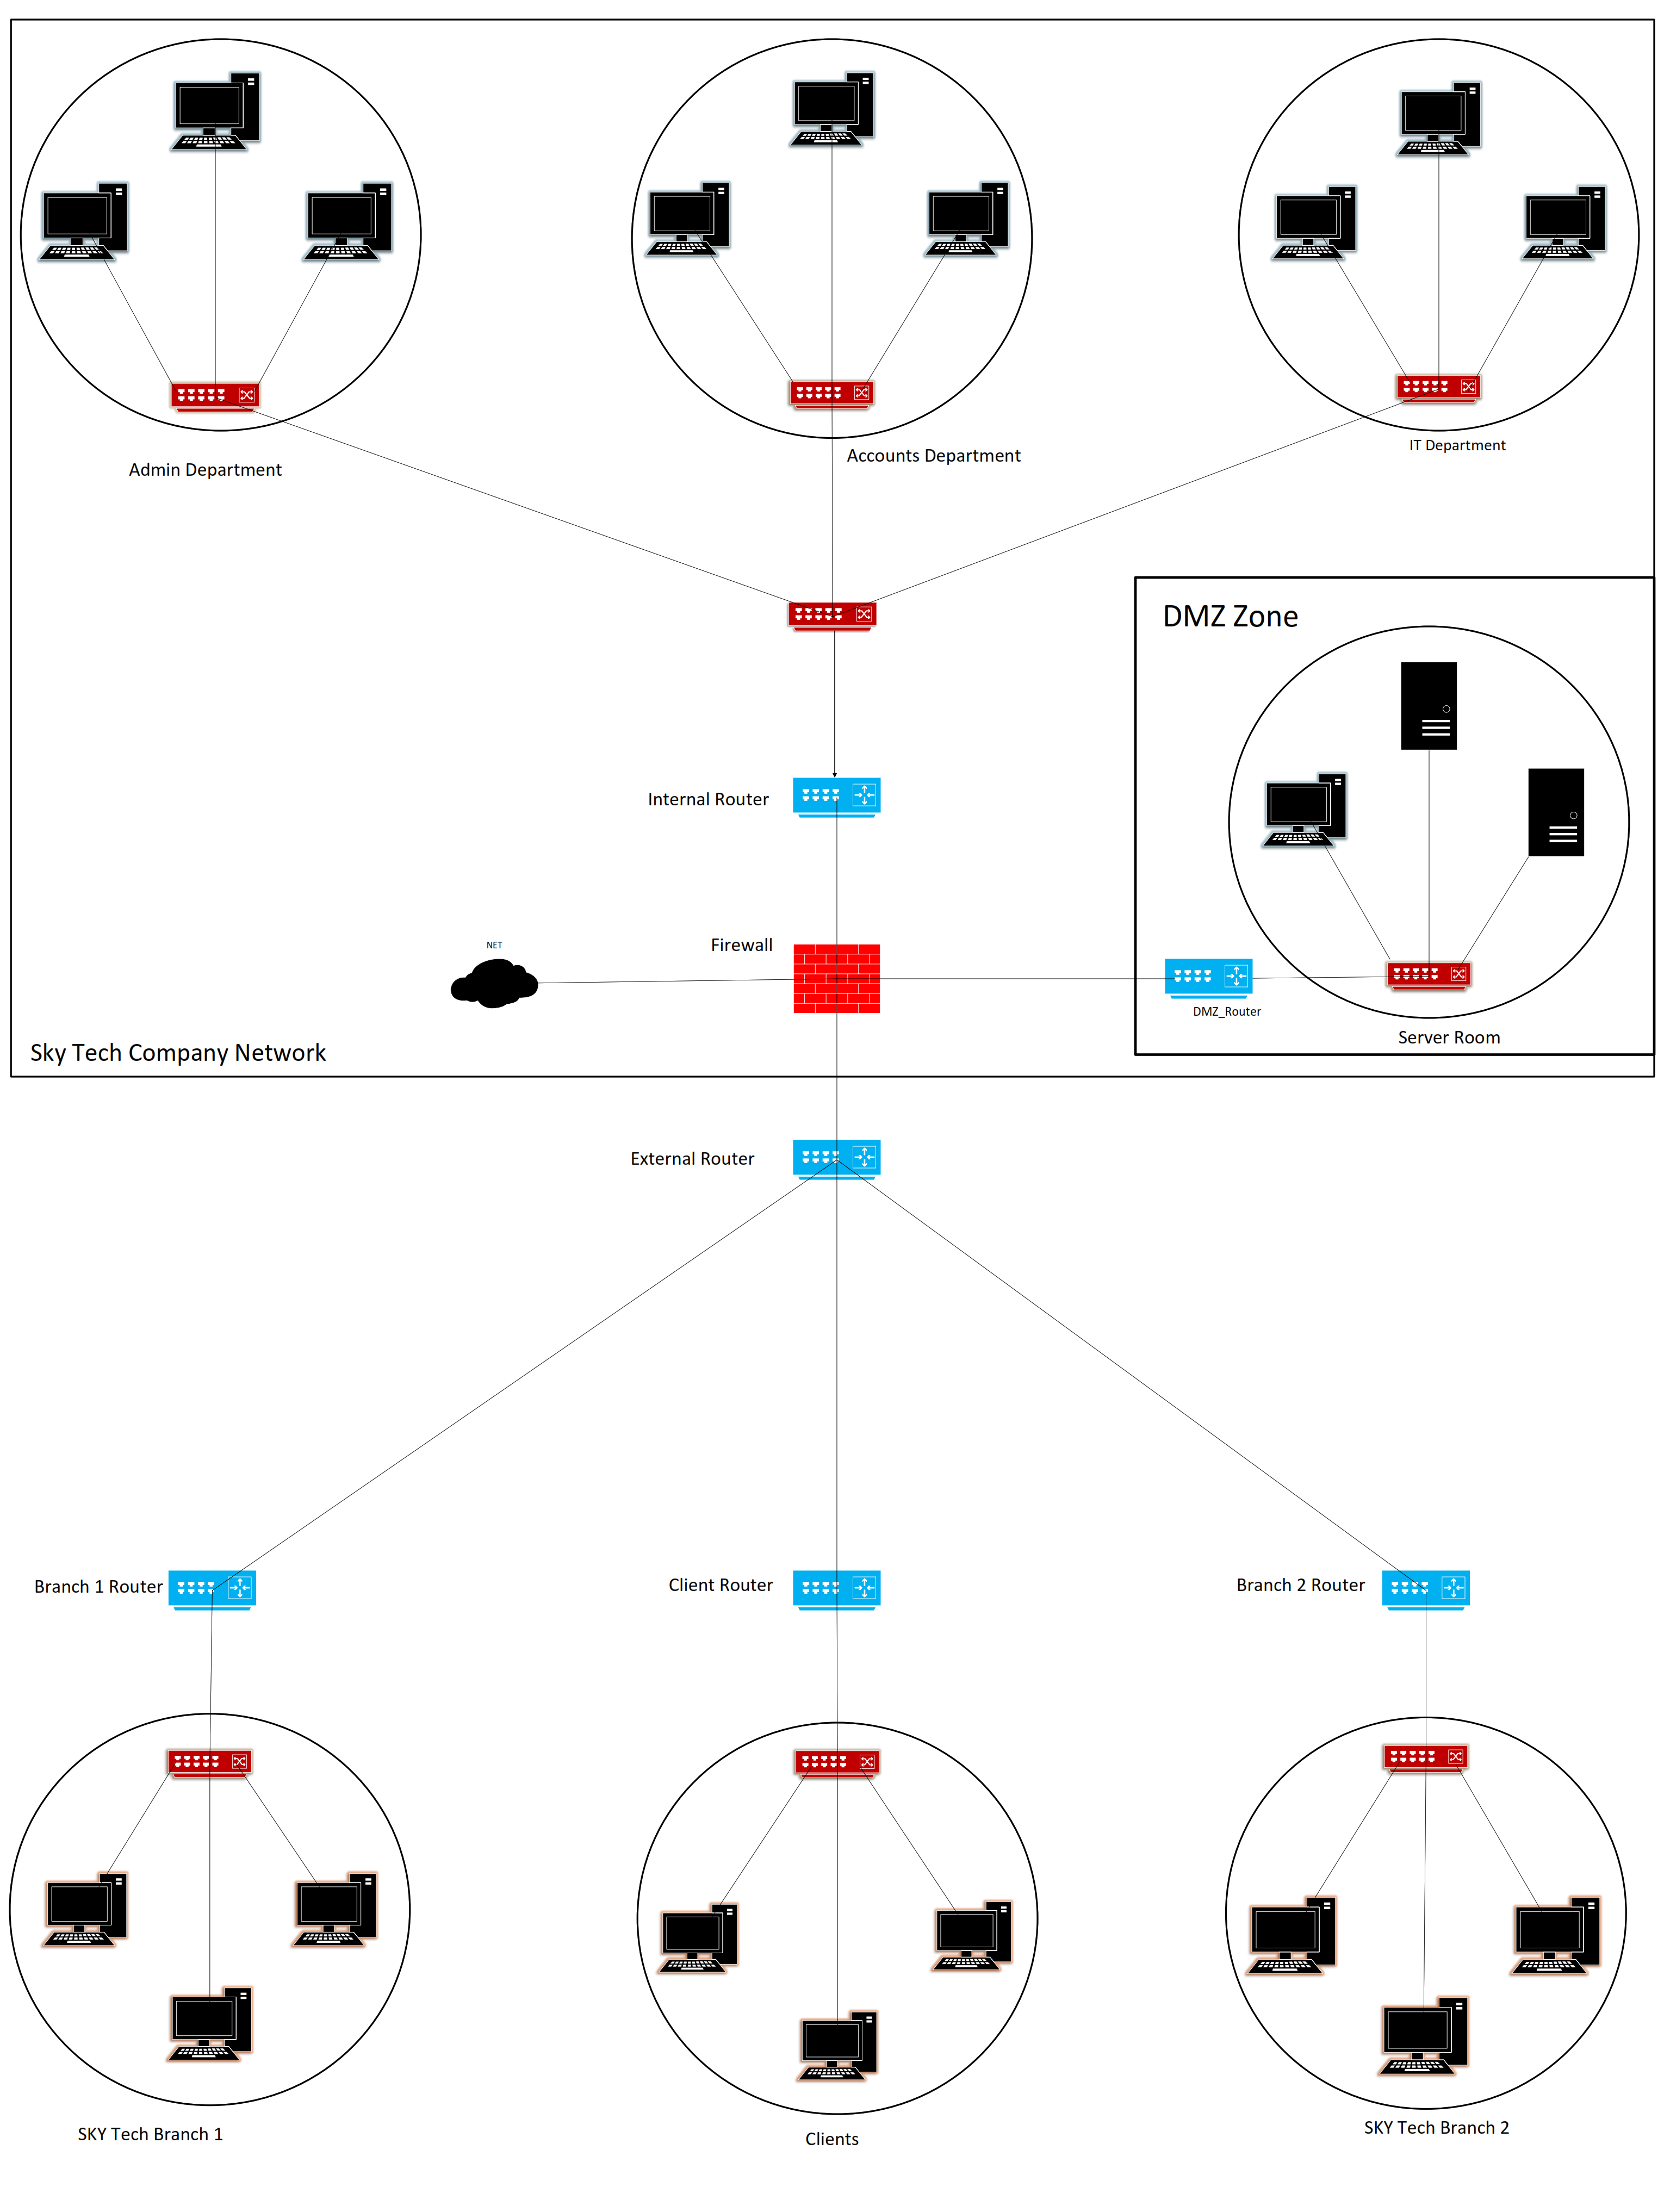 Admin Department
Accounts Department
IT Department
DMZ Zone
Internal Router
Firewall
NET
DMZ_Router
Server Room
Sky Tech Company Network
External Router
Branch 1 Router
Client Router
Branch 2 Router
SKY Tech Branch 1
Clients
SKY Tech Branch 2